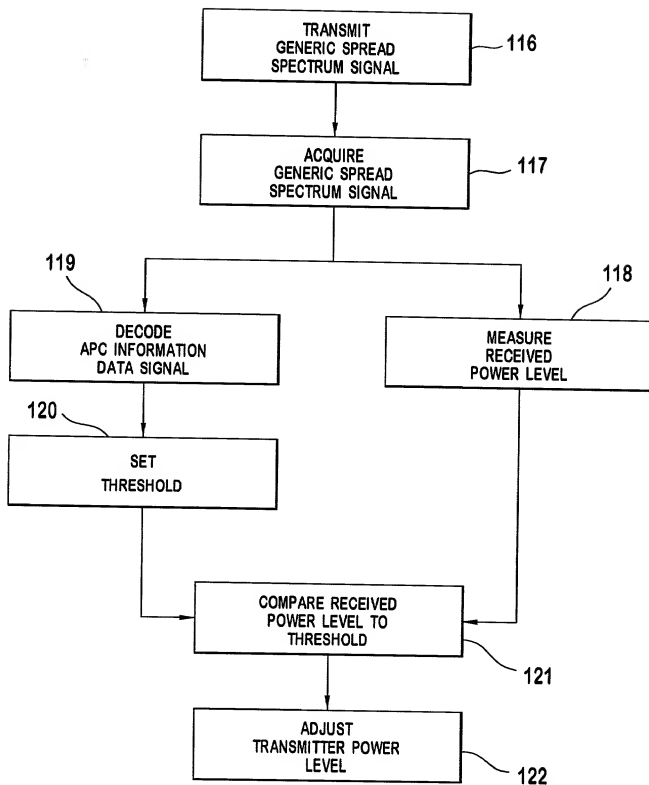 TRANSMIT
GENERIC SPREAD
SPECTRUM SIGNAL
116
ACQUIRE
GENERIC SPREAD
SPECTRUM SIGNAL
117
119
DECODE
APC INFORMATION
DATA SIGNAL
118
MEASURE
RECEIVED
POWER LEVEL
120
SET
THRESHOLD
COMPARE RECEIVED
POWER LEVEL TO
THRESHOLD
121
ADJUST
TRANSMITTER POWER
LEVEL
122